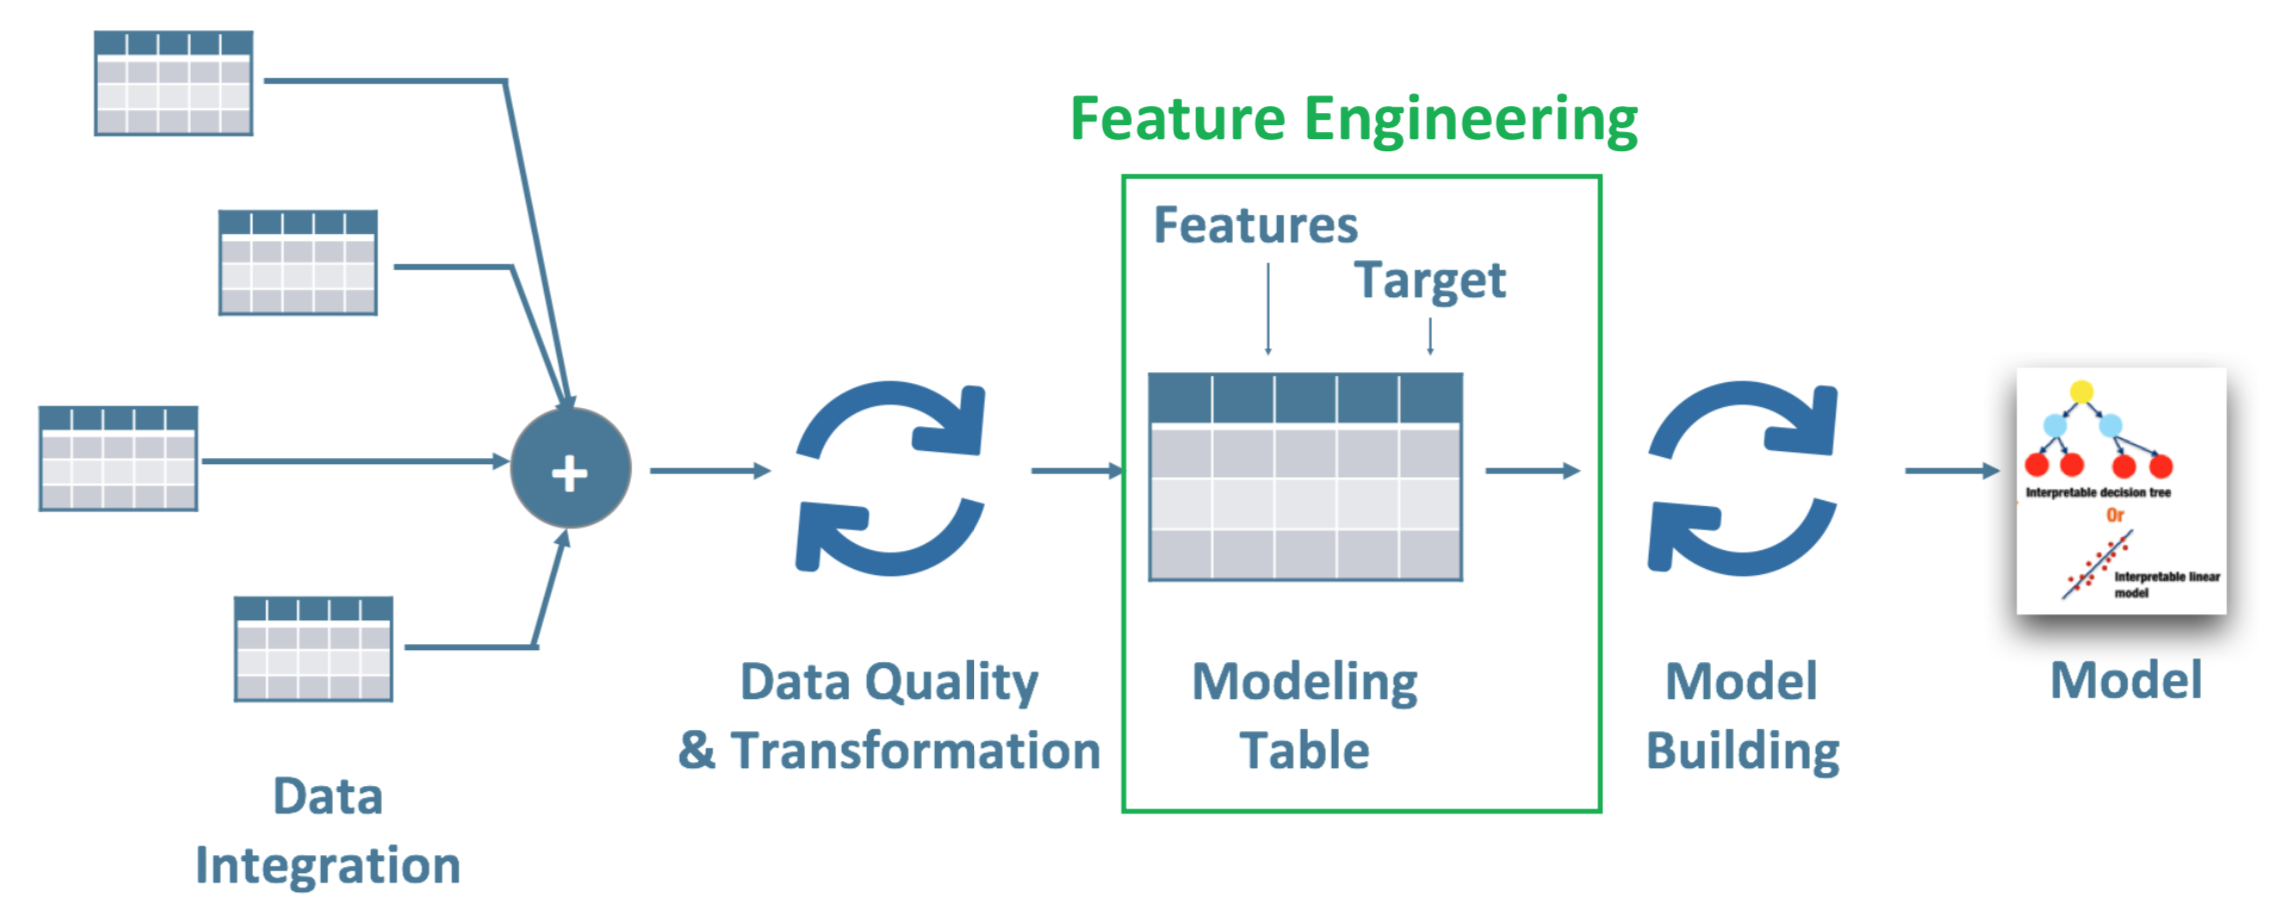 Feature Engineering
Features
Target
+
Data
Integration
Data Quality
& Transformation
Modeling
Table
Model
Building
Interpretable decision tree
Or
Interpretable linear
model
Model